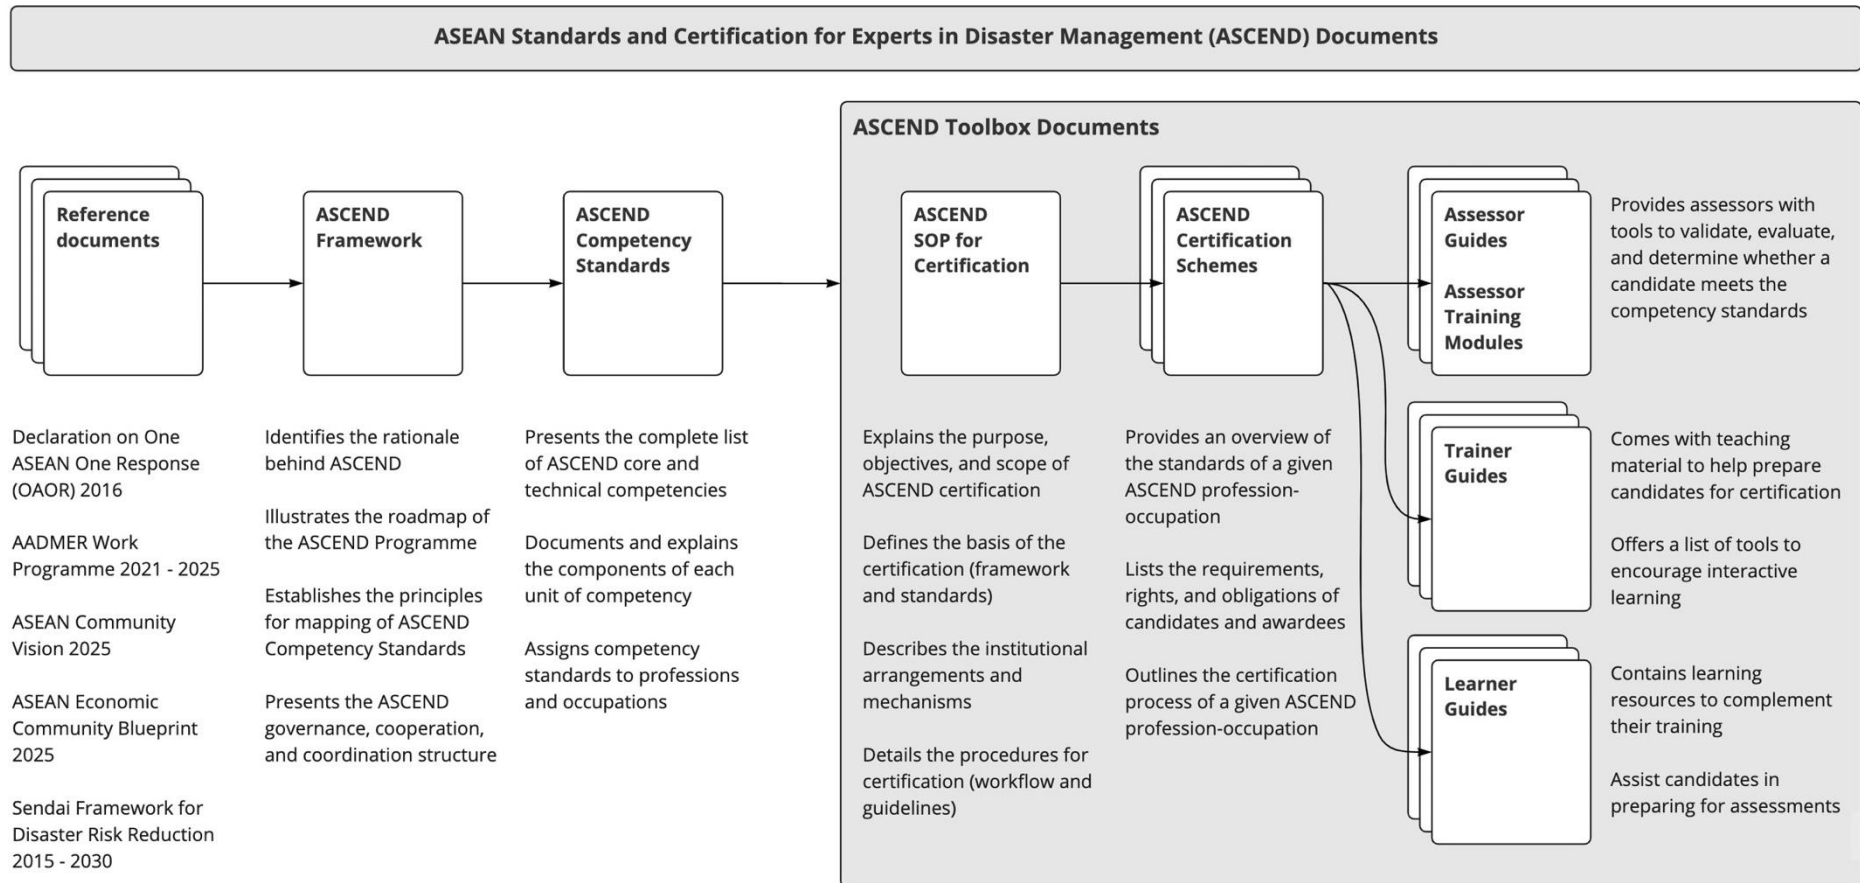 ASEAN Standards and Certification for Experts in Disaster Management (ASCEND) Documents
ASCEND Toolbox Documents
Reference
documents
ASCEND
Framework
ASCEND
Competency
Standards
ASCEND
SOP for
Certification
ASCEND
Certification
Schemes
Assessor
Guides
Assessor
Training
Modules
Provides assessors with
tools to validate, evaluate,
and determine whether a
candidate meets the
competency standards
Declaration on One
ASEAN One Response
(OAOR) 2016
AADMER Work
Programme 2021 - 2025
ASEAN Community
Vision 2025
ASEAN Economic
Community Blueprint
2025
Sendai Framework for
Disaster Risk Reduction
2015 - 2030
Identifies the rationale
behind ASCEND
Illustrates the roadmap of
the ASCEND Programme
Establishes the principles
for mapping of ASCEND
Competency Standards
Presents the ASCEND
governance, cooperation,
and coordination structure
Presents the complete list
of ASCEND core and
technical competencies
Documents and explains
the components of each
unit of competency
Assigns competency
standards to professions
and occupations
Explains the purpose,
objectives, and scope of
ASCEND certification
Defines the basis of the
certification (framework
and standards)
Describes the institutional
arrangements and
mechanisms
Details the procedures for
certification (workflow and
guidelines)
Provides an overview of
the standards of a given
ASCEND profession-
occupation
Lists the requirements,
rights, and obligations of
candidates and awardees
Outlines the certification
process of a given ASCEND
profession-occupation
Trainer
Guides
Comes with teaching
material to help prepare
candidates for certification
Offers a list of tools to
encourage interactive
learning
Learner
Guides
Contains learning
resources to complement
their training
Assist candidates in
preparing for assessments